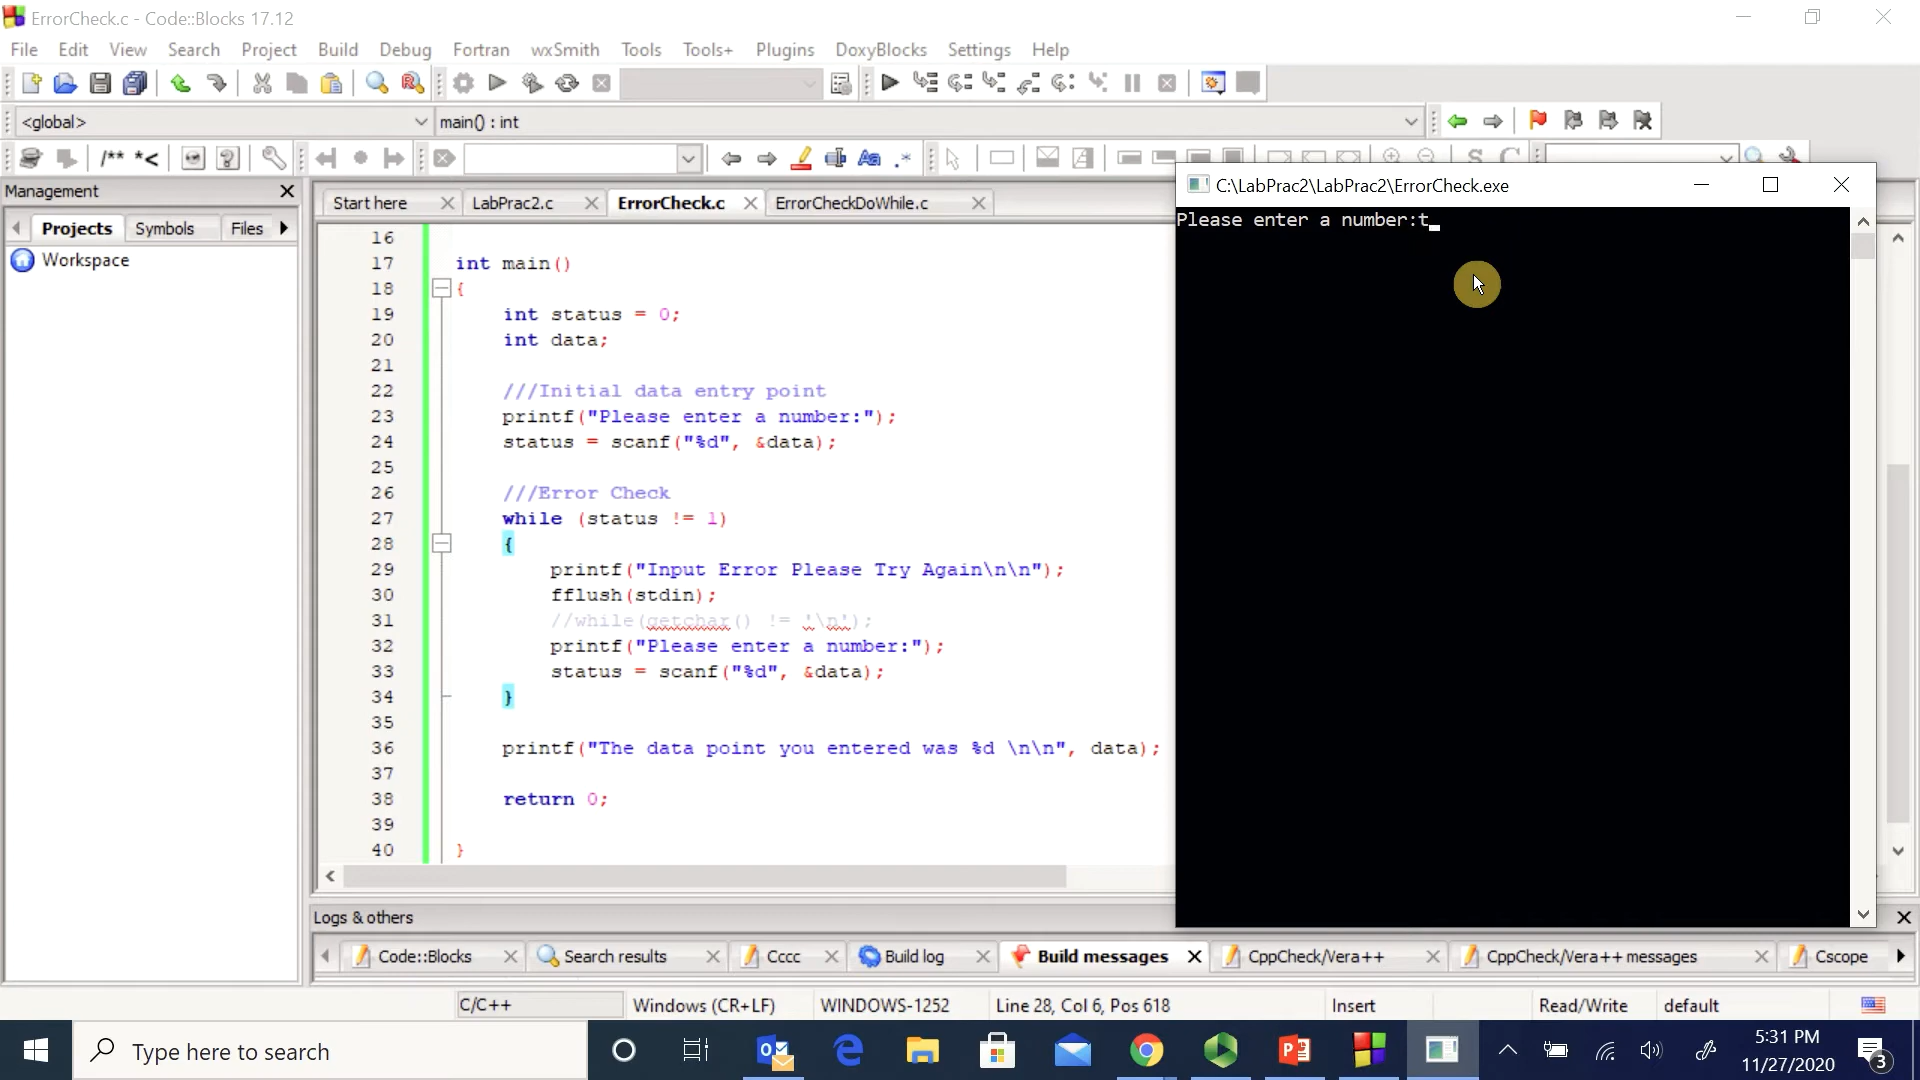 ErrorCheck.c - Code::Blocks 17.12
File Edit View Search Project Build Debug Fortran wxSmith Tools Tools+ Plugins DoxyBlocks Settings Help
<global> main() : int
/** *<
Management
Projects Symbols Files
Workspace
Start here LabPrac2.c ErrorCheck.c ErrorCheckDoWhile.c
16
17 int main()
18 {
19 int status = 0;
20 int data;
21
22 ///Initial data entry point
23 printf("Please enter a number:");
24 status = scanf("%d", &data);
25
26 ///Error Check
27 while (status != 1)
28 {
29 printf("Input Error Please Try Again\n\n");
30 fflush(stdin);
31 //while(getchar() != '\n');
32 printf("Please enter a number:");
33 status = scanf("%d", &data);
34 }
35
36 printf("The data point you entered was %d \n\n", data);
37
38 return 0;
39
40 }
C:\LabPrac2\LabPrac2\ErrorCheck.exe
Please enter a number:t
Logs & others
Code::Blocks Search results Cccc Build log Build messages CppCheck/Vera++ CppCheck/Vera++ messages Cscope
C/C++ Windows (CR+LF) WINDOWS-1252 Line 28, Col 6, Pos 618 Insert Read/Write default
Type here to search
5:31 PM
11/27/2020
3